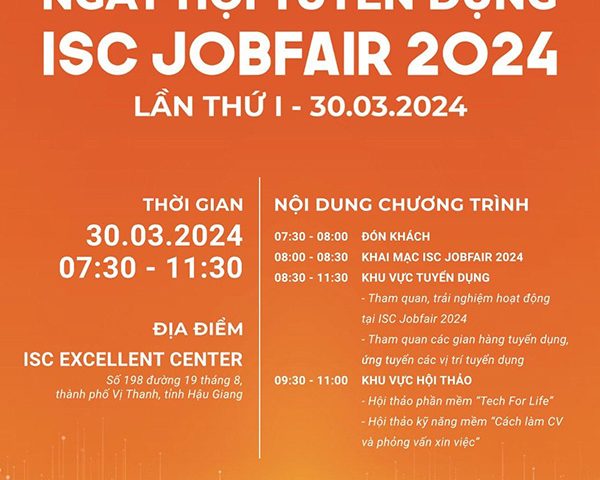 NGÀY HỘI TUYỂN DỤNG
ISC JOBFAIR 2024
LẦN THỨ I - 30.03.2024
THỜI GIAN
30.03.2024
07:30 - 11:30
ĐỊA ĐIỂM
ISC EXCELLENT CENTER
Số 198 đường 19 tháng 8,
thành phố Vị Thanh, tỉnh Hậu Giang
NỘI DUNG CHƯƠNG TRÌNH
07:30 - 08:00 ĐÓN KHÁCH
08:00 - 08:30 KHAI MẠC ISC JOBFAIR 2024
08:30 - 11:30 KHU VỰC TUYỂN DỤNG
- Tham quan, trải nghiệm hoạt động
tại ISC Jobfair 2024
- Tham quan các gian hàng tuyển dụng,
ứng tuyển các vị trí tuyển dụng
09:30 - 11:00 KHU VỰC HỘI THẢO
- Hội thảo phần mềm “Tech For Life”
- Hội thảo kỹ năng mềm “Cách làm CV
và phỏng vấn xin việc”